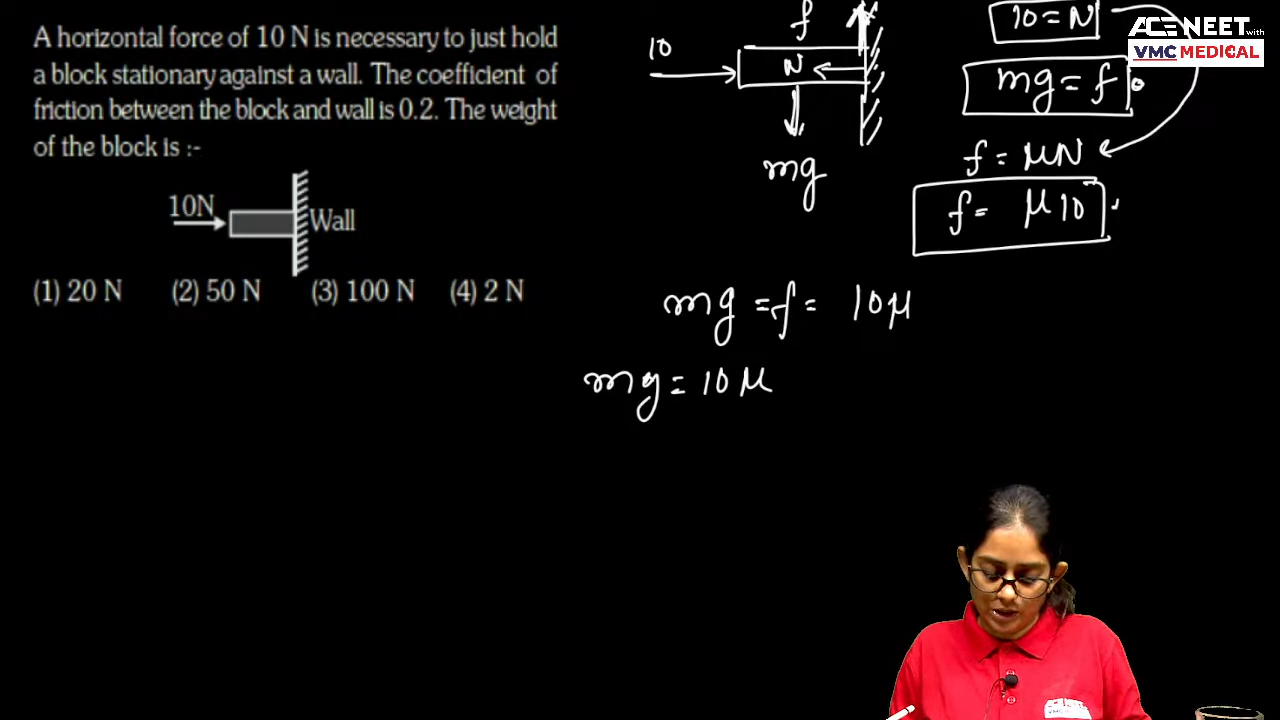 A horizontal force of 10 N is necessary to just hold
a block stationary against a wall. The coefficient of
friction between the block and wall is 0.2. The weight
of the block is :-
10N
Wall
(1) 20 N (2) 50 N (3) 100 N (4) 2 N
f
10
N
mg
10 = N
mg = f
f = μN
f = μ10
mg = f = 10μ
mg = 10μ
ACENEET with
VMC MEDICAL